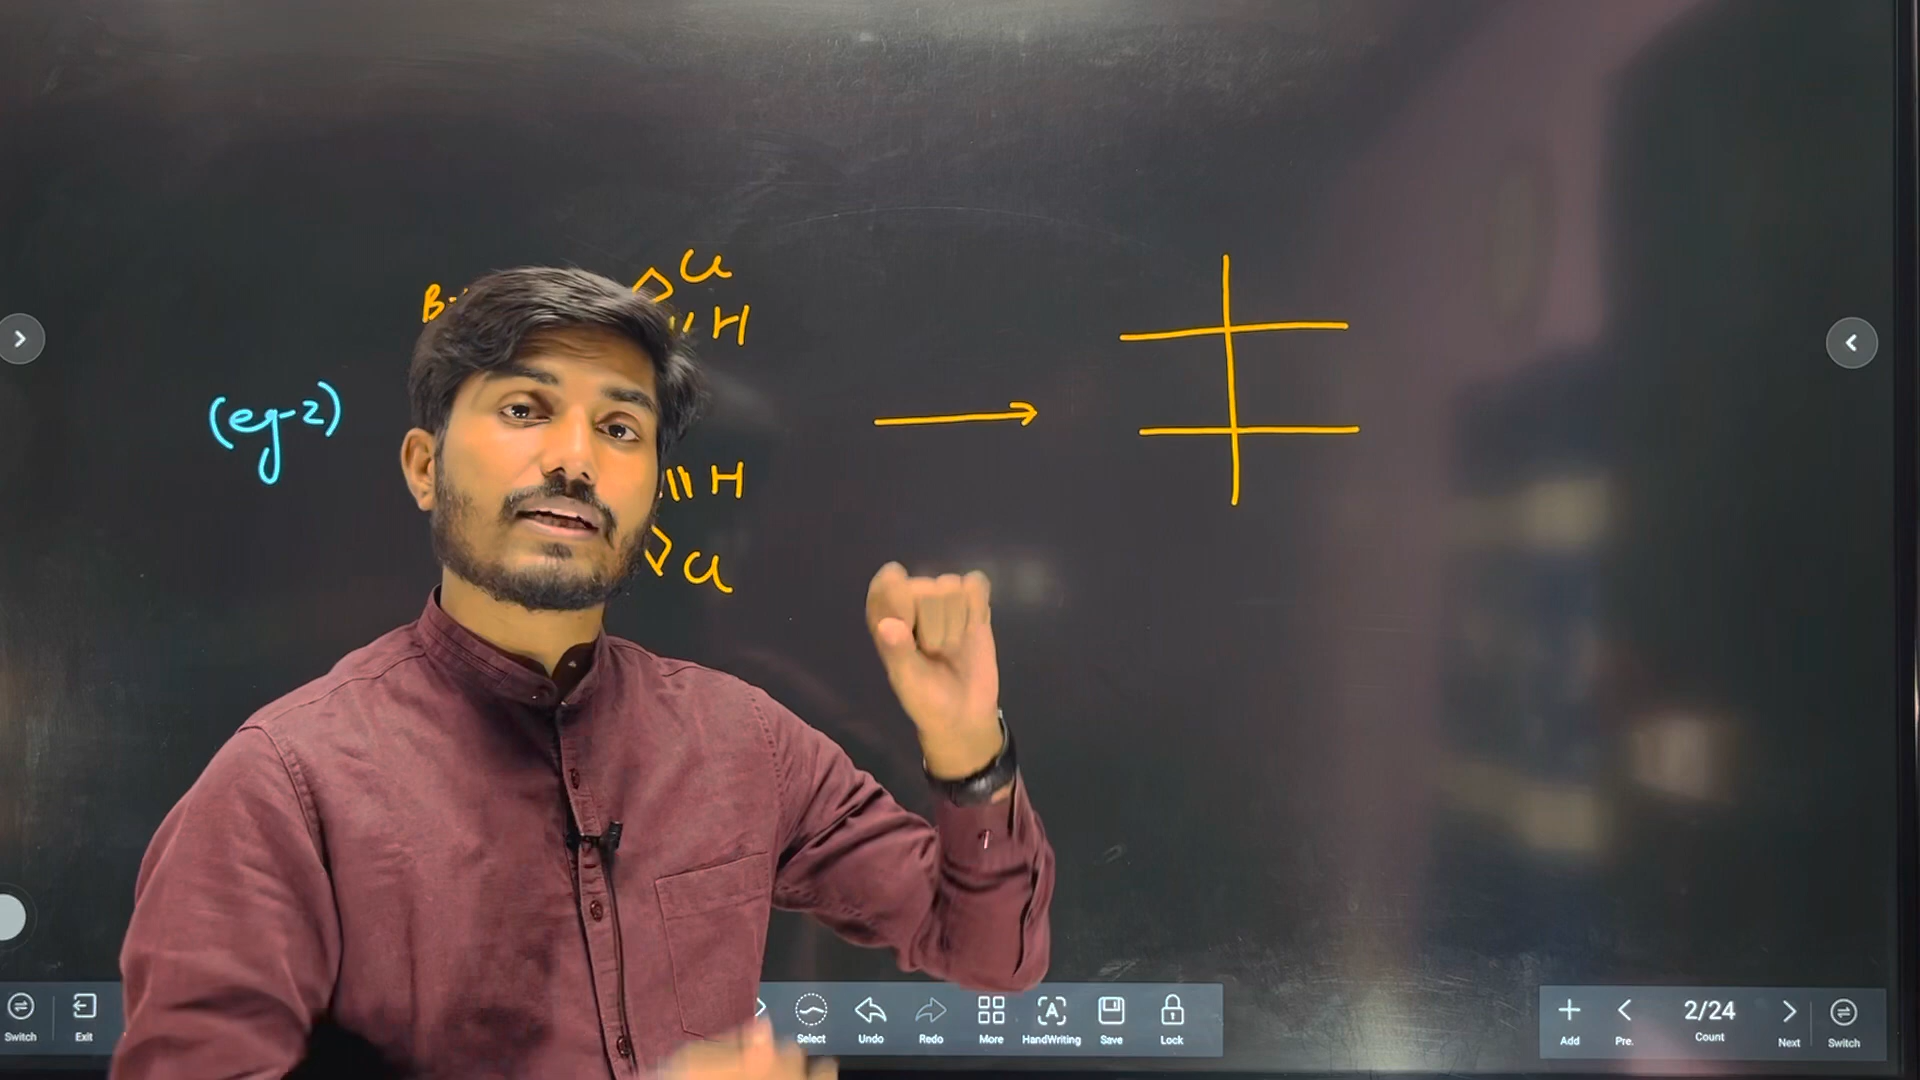 Cl
H
(eg-2)
H
Cl
Switch
Exit
Select
Undo
Redo
More
HandWriting
Save
Lock
Add
Pre.
2/24
Count
Next
Switch